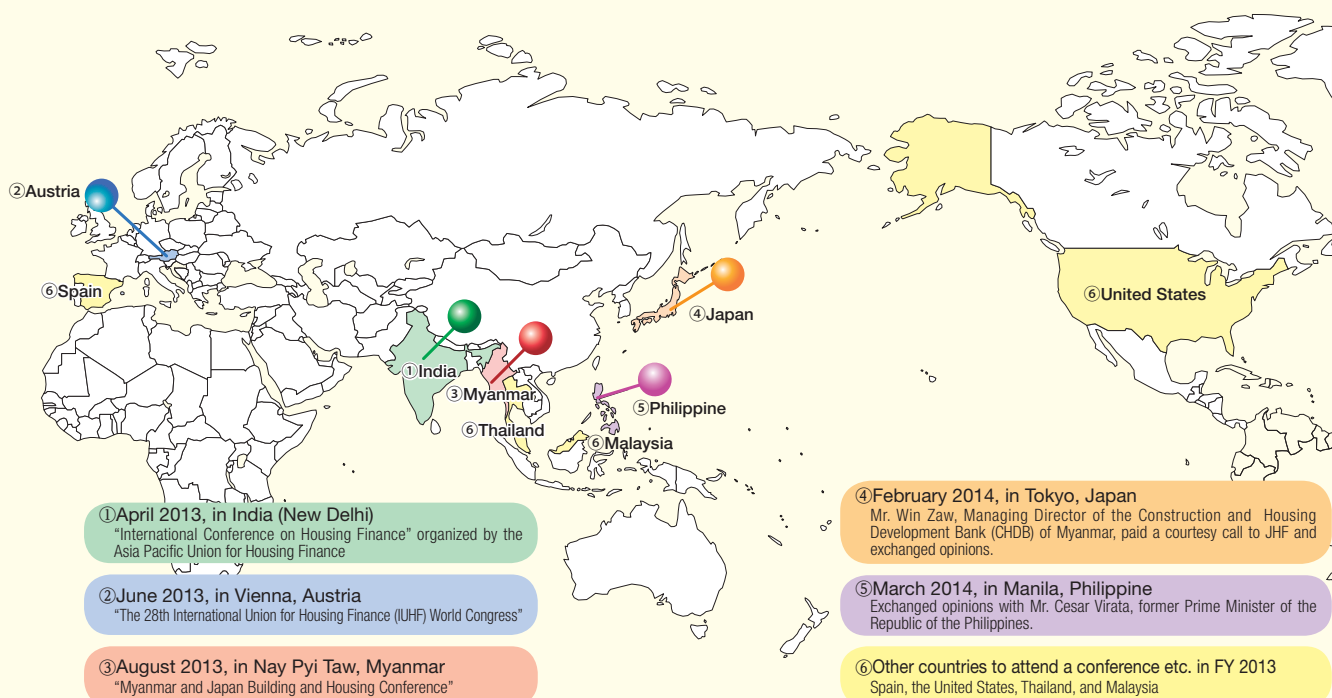 ②Austria
⑥Spain
④Japan
⑥United States
①India
③Myanmar
⑤Philippine
⑥Thailand
⑥Malaysia
①April 2013, in India (New Delhi)
“International Conference on Housing Finance” organized by the
Asia Pacific Union for Housing Finance
②June 2013, in Vienna, Austria
“The 28th International Union for Housing Finance (IUHF) World Congress”
③August 2013, in Nay Pyi Taw, Myanmar
“Myanmar and Japan Building and Housing Conference”
④February 2014, in Tokyo, Japan
Mr. Win Zaw, Managing Director of the Construction and Housing
Development Bank (CHDB) of Myanmar, paid a courtesy call to JHF and
exchanged opinions.
⑤March 2014, in Manila, Philippine
Exchanged opinions with Mr. Cesar Virata, former Prime Minister of the
Republic of the Philippines.
⑥Other countries to attend a conference etc. in FY 2013
Spain, the United States, Thailand, and Malaysia